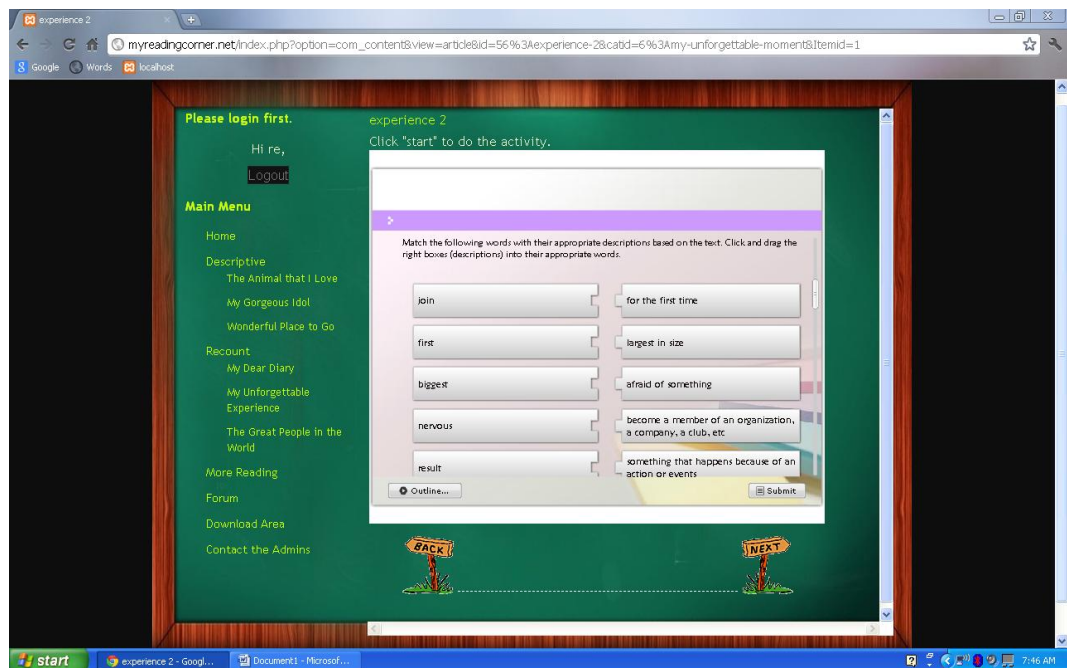 experience 2
myreadingcorner.net/index.php?option=com_content&view=article&id=56%3Aexperience-2&catid=6%3Amy-unforgettable-moment&Itemid=1
Google Words localhost
Please login first.
Hi re,
Logout
Main Menu
Home
Descriptive
The Animal that I Love
My Gorgeous Idol
Wonderful Place to Go
Recount
My Dear Diary
My Unforgettable
Experience
The Great People in the
World
More Reading
Forum
Download Area
Contact the Admins
experience 2
Click "start" to do the activity.
Match the following words with their appropriate descriptions based on the text. Click and drag the
right boxes (descriptions) into their appropriate words.
join
for the first time
first
largest in size
biggest
afraid of something
nervous
become a member of an organization,
a company, a club, etc
result
something that happens because of an
action or events
Outline...
Submit
BACK
NEXT
start
experience 2 - Googl...
Document1 - Microsof...
7:46 AM